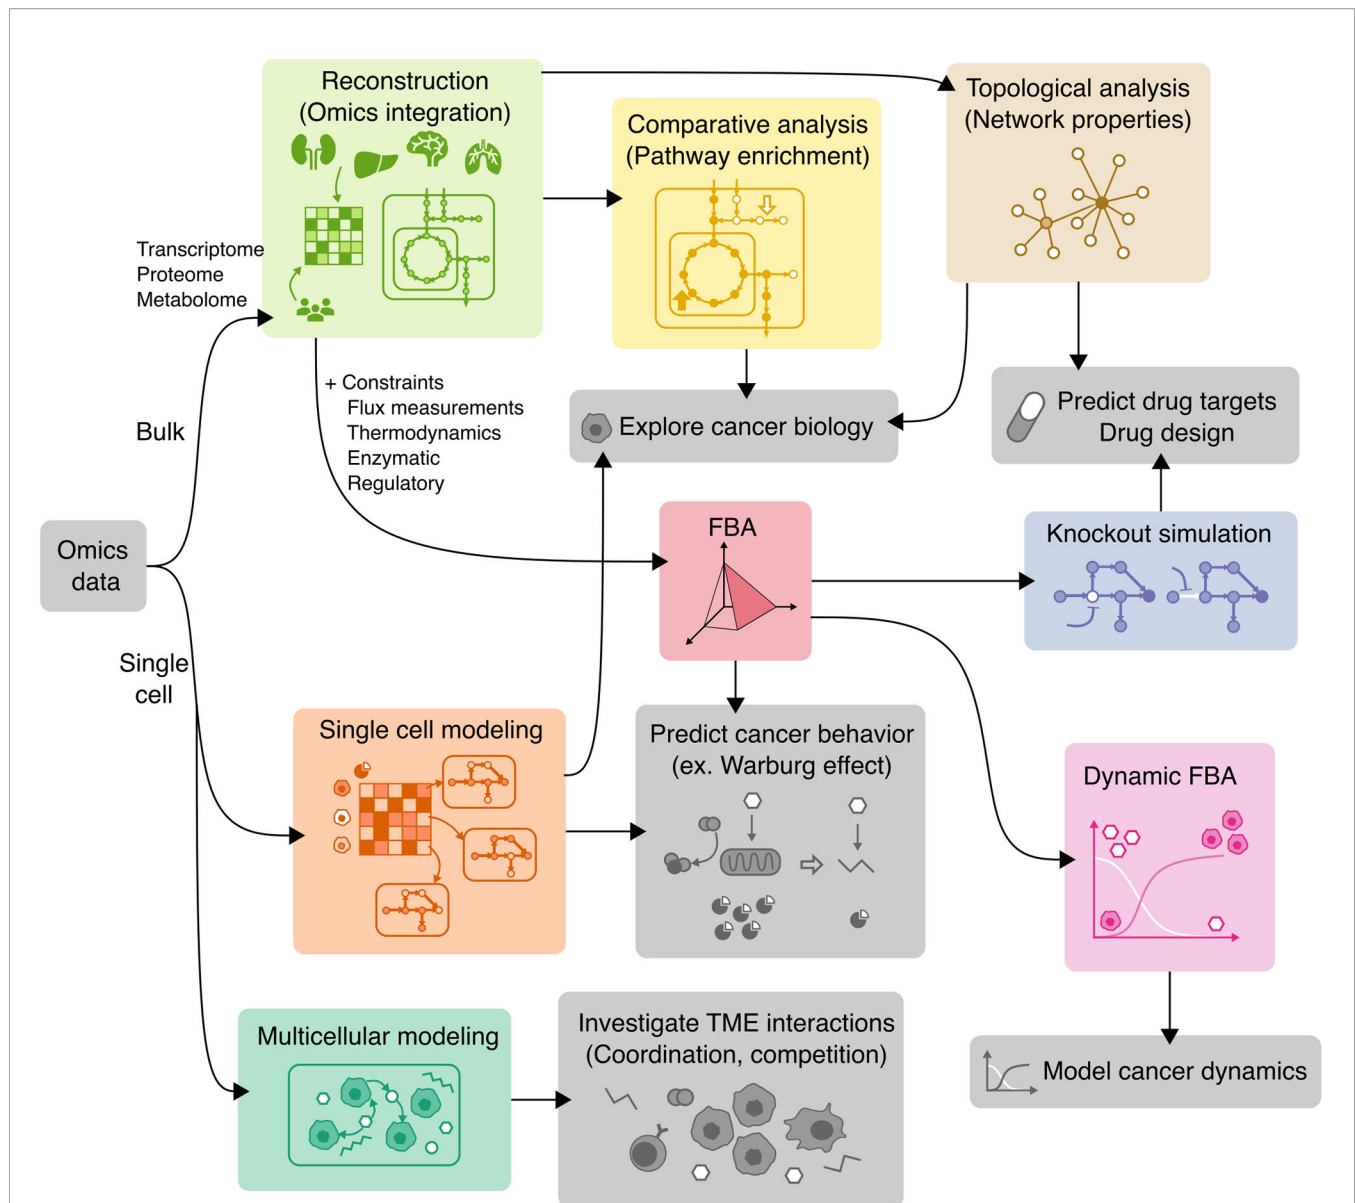 Reconstruction
(Omics integration)
Comparative analysis
(Pathway enrichment)
Topological analysis
(Network properties)
Transcriptome
Proteome
Metabolome
+ Constraints
Flux measurements
Thermodynamics
Enzymatic
Regulatory
Explore cancer biology
Predict drug targets
Drug design
Bulk
Omics
data
FBA
Knockout simulation
Single
cell
Single cell modeling
Predict cancer behavior
(ex. Warburg effect)
Dynamic FBA
Multicellular modeling
Investigate TME interactions
(Coordination, competition)
Model cancer dynamics